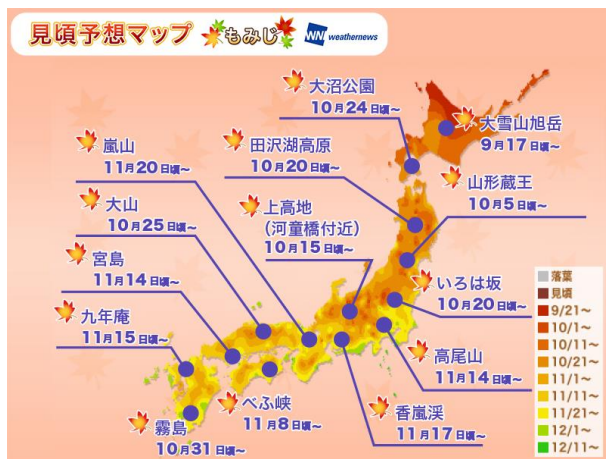 見頃予想マップ もみじ weathernews
大沼公園
10月24日頃～
大雪山旭岳
9月17日頃～
嵐山
11月20日頃～
田沢湖高原
10月20日頃～
山形蔵王
10月5日頃～
大山
10月25日頃～
上高地
(河童橋付近)
10月15日頃～
宮島
11月14日頃～
いろは坂
10月20日頃～
九年庵
11月15日頃～
高尾山
11月14日頃～
べふ峡
11月8日頃～
香嵐渓
11月17日頃～
霧島
10月31日頃～
落葉
見頃
9/21～
10/1～
10/11～
10/21～
11/1～
11/11～
11/21～
12/1～
12/11～